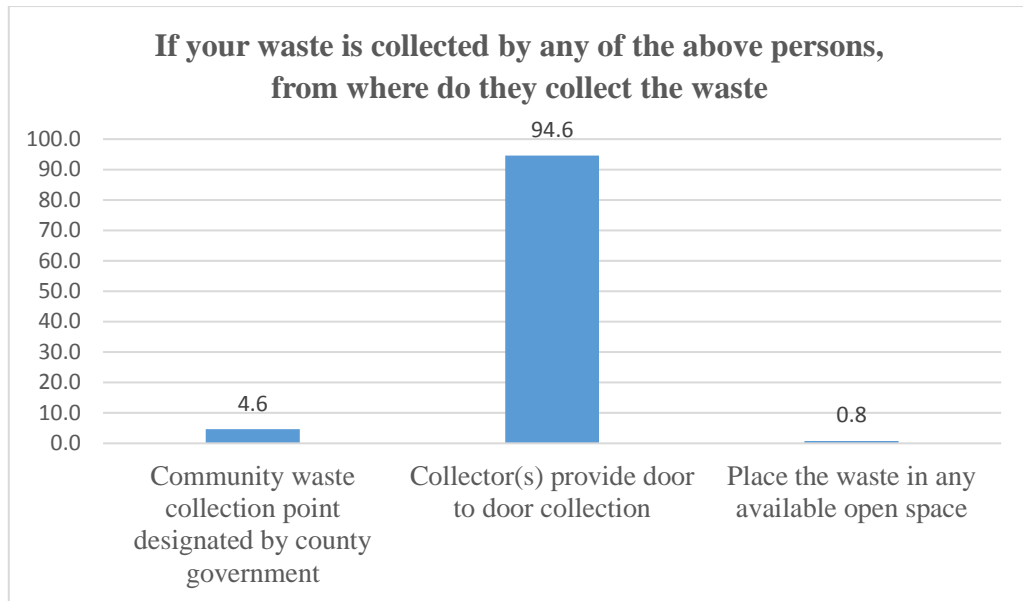 If your waste is collected by any of the above persons,
from where do they collect the waste
100.0
90.0
80.0
70.0
60.0
50.0
40.0
30.0
20.0
10.0
0.0
4.6
94.6
0.8
Community waste
collection point
designated by county
government
Collector(s) provide door
to door collection
Place the waste in any
available open space